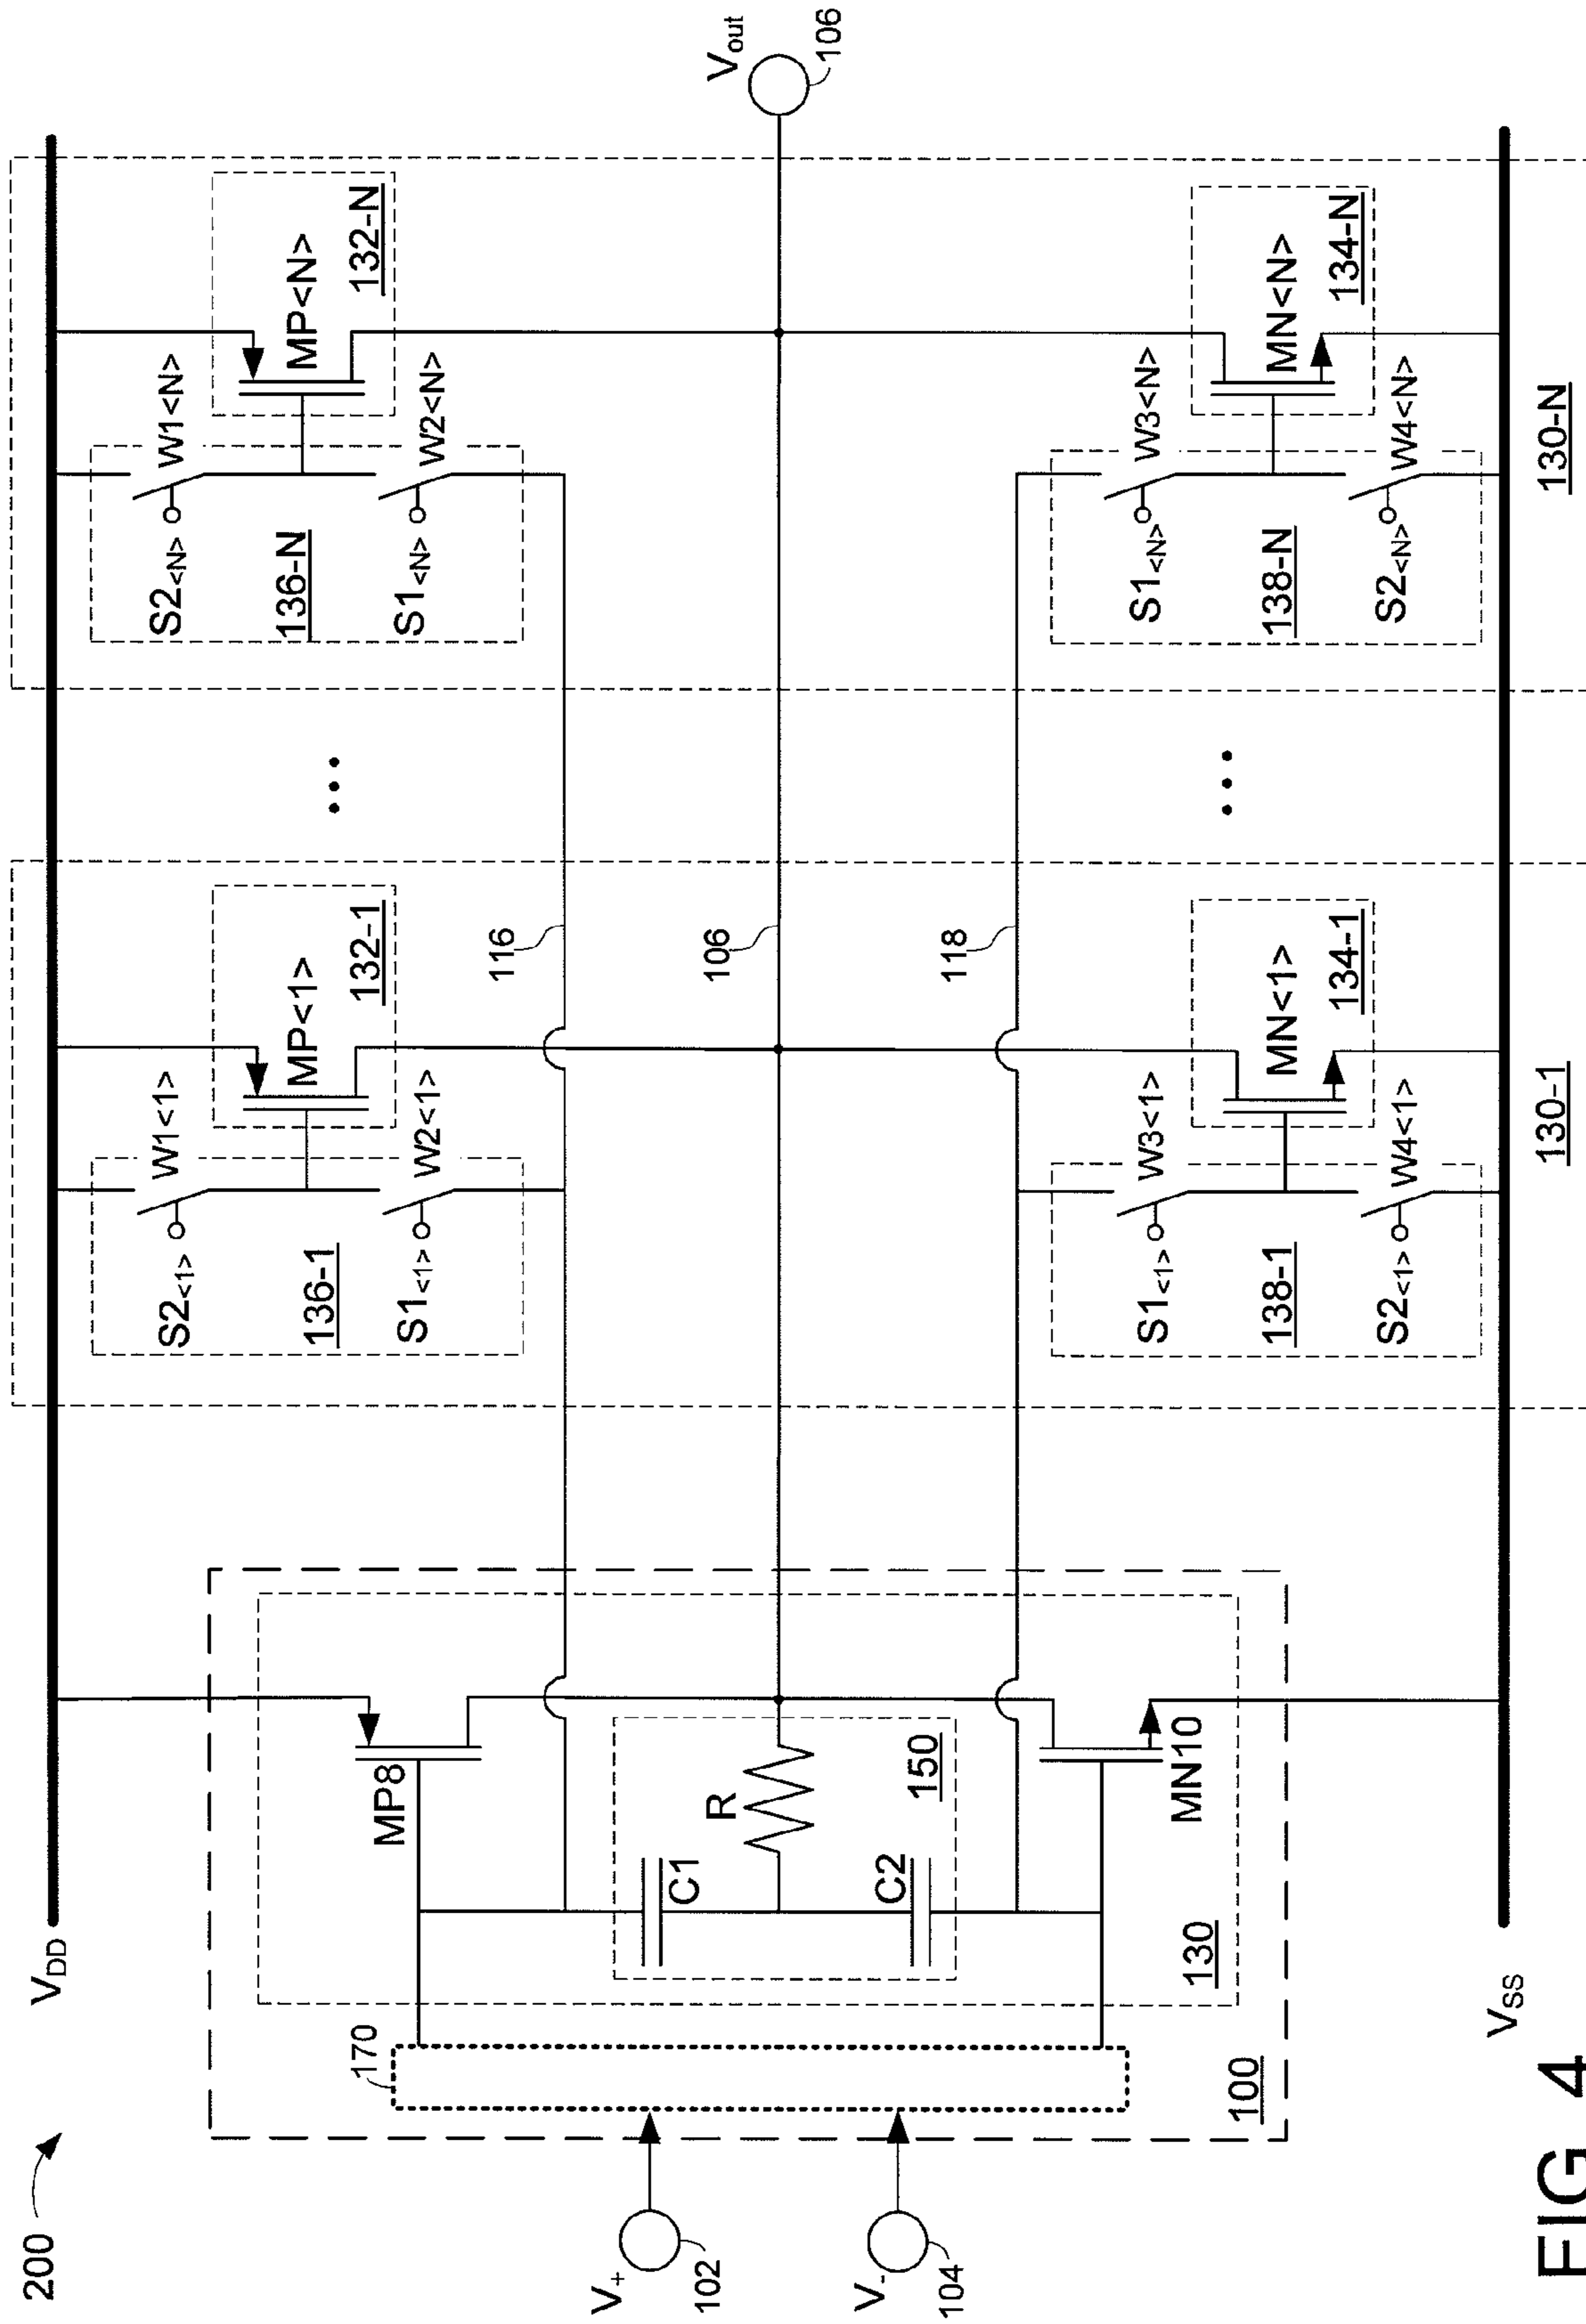 200
V+
102
V-
104
VDD
VSS
170
100
130
MP8
MN10
C1
C2
R
150
116
106
118
S2<1>
W1<1>
136-1
S1<1>
W2<1>
MP<1>
132-1
S1<1>
W3<1>
138-1
S2<1>
W4<1>
MN<1>
134-1
130-1
...
...
S2<N>
W1<N>
136-N
S1<N>
W2<N>
MP<N>
132-N
S1<N>
W3<N>
138-N
S2<N>
W4<N>
MN<N>
134-N
130-N
Vout
106
FIG. 4